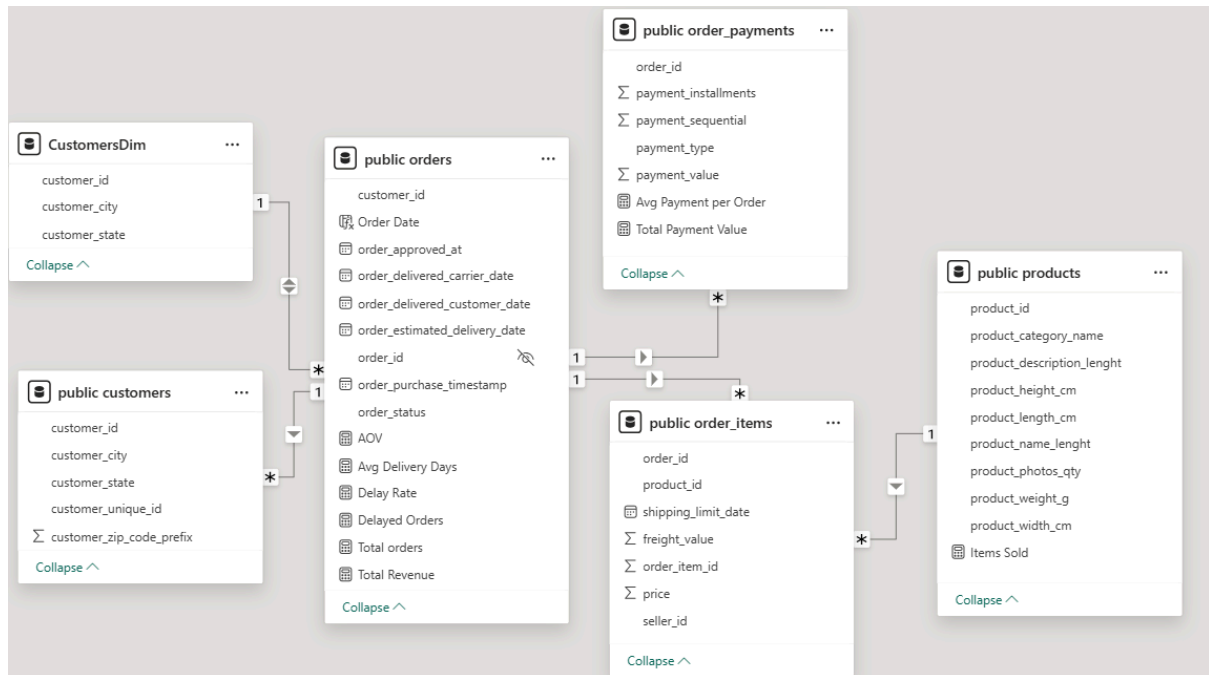 CustomersDim
customer_id
customer_city
customer_state
Collapse
public customers
customer_id
customer_city
customer_state
customer_unique_id
customer_zip_code_prefix
Collapse
public orders
customer_id
Order Date
order_approved_at
order_delivered_carrier_date
order_delivered_customer_date
order_estimated_delivery_date
order_id
order_purchase_timestamp
order_status
AOV
Avg Delivery Days
Delay Rate
Delayed Orders
Total orders
Total Revenue
Collapse
public order_payments
order_id
payment_installments
payment_sequential
payment_type
payment_value
Avg Payment per Order
Total Payment Value
Collapse
public order_items
order_id
product_id
shipping_limit_date
freight_value
order_item_id
price
seller_id
Collapse
public products
product_id
product_category_name
product_description_lenght
product_height_cm
product_length_cm
product_name_lenght
product_photos_qty
product_weight_g
product_width_cm
Items Sold
Collapse
1
*
1
*
1
*
1
*
1
*